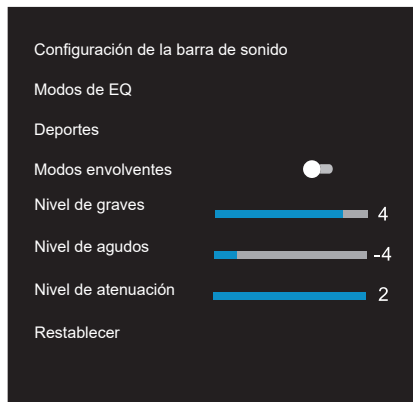 Configuración de la barra de sonido
Modos de EQ
Deportes
Modos envolventes
Nivel de graves 4
Nivel de agudos -4
Nivel de atenuación 2
Restablecer